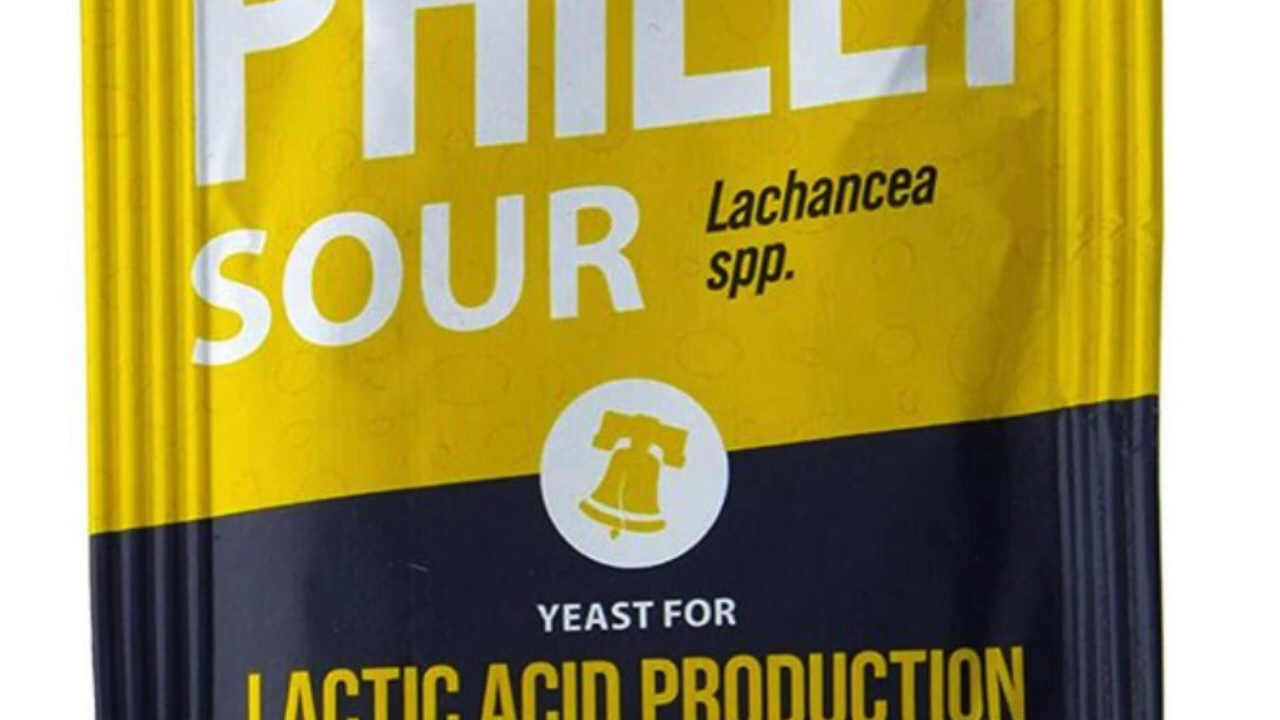 PHILLY
SOUR
Lachancea
spp.
YEAST FOR
LACTIC ACID PRODUCTION